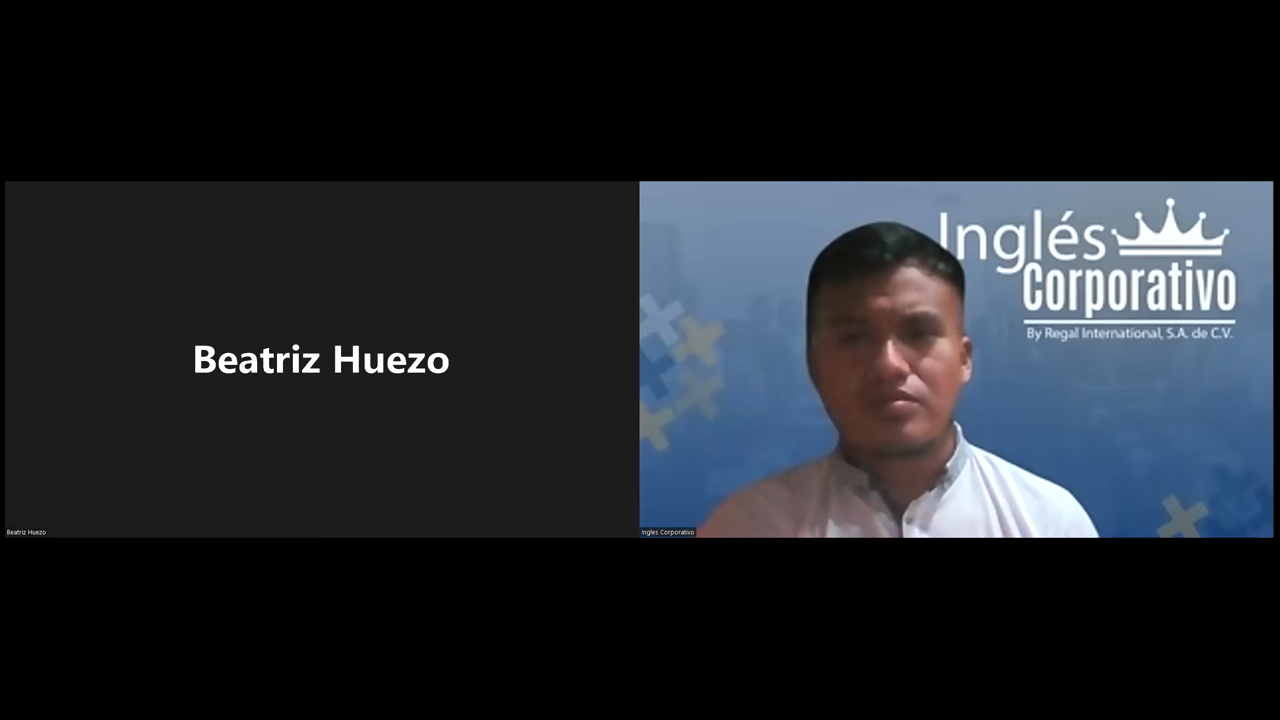 Beatriz Huezo
Beatriz Huezo
Inglés
Corporativo
By Regal International, S.A. de C.V.
Ingles Corporativo